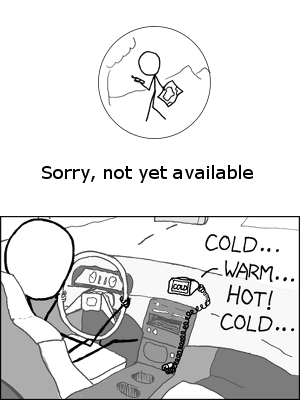 Sorry, not yet available
COLD...
WARM...
HOT!
COLD...
COLD